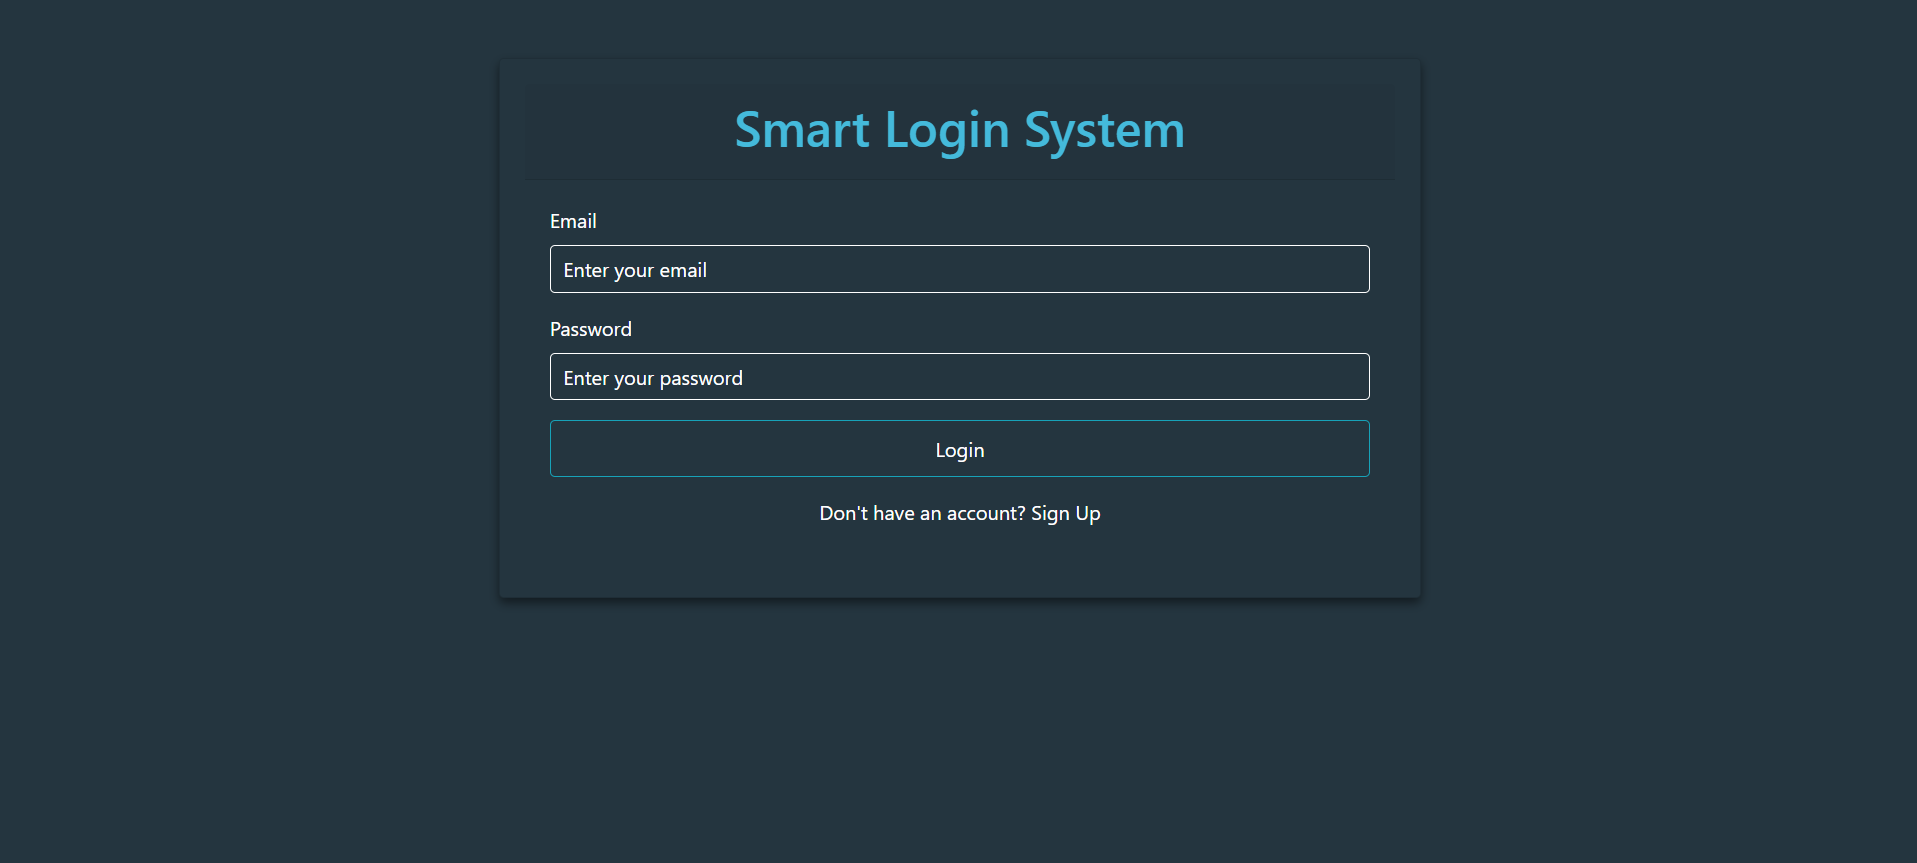 Smart Login System
Email
Enter your email
Password
Enter your password
Login
Don't have an account? Sign Up